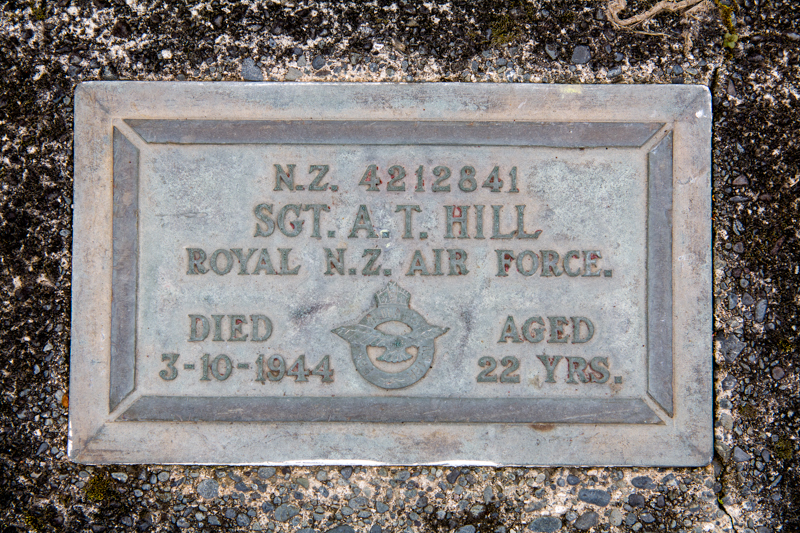 N.Z. 4212841
SGT. A.T. HILL
ROYAL N.Z. AIR FORCE.
DIED AGED
3-10-1944 22 YRS.